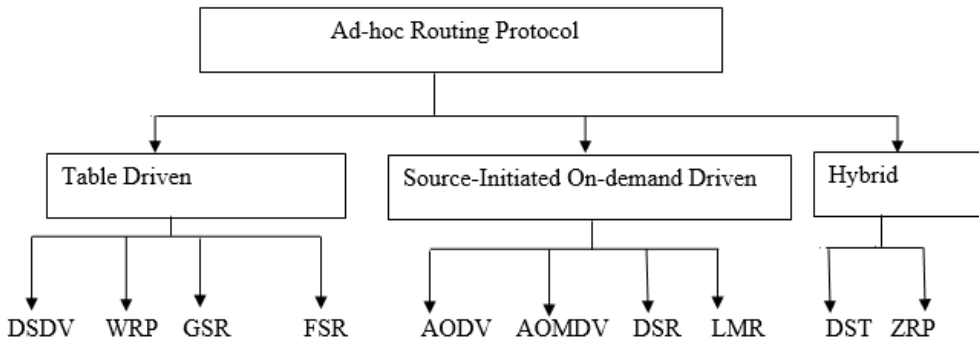 Ad-hoc Routing Protocol
Table Driven
Source-Initiated On-demand Driven
Hybrid
DSDV WRP GSR FSR AODV AOMDV DSR LMR DST ZRP